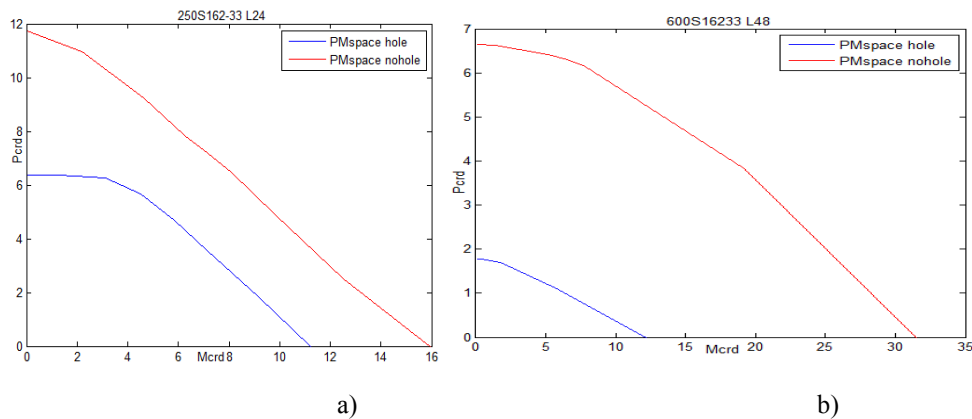 250S162-33 L24
12
10
8
6
4
2
0
Pcrd
PMspace hole
PMspace nohole
0 2 4 6 8 10 12 14 16
Mcrd
a)
600S16233 L48
7
6
5
4
3
2
1
0
Pcrd
PMspace hole
PMspace nohole
0 5 10 15 20 25 30 35
Mcrd
b)